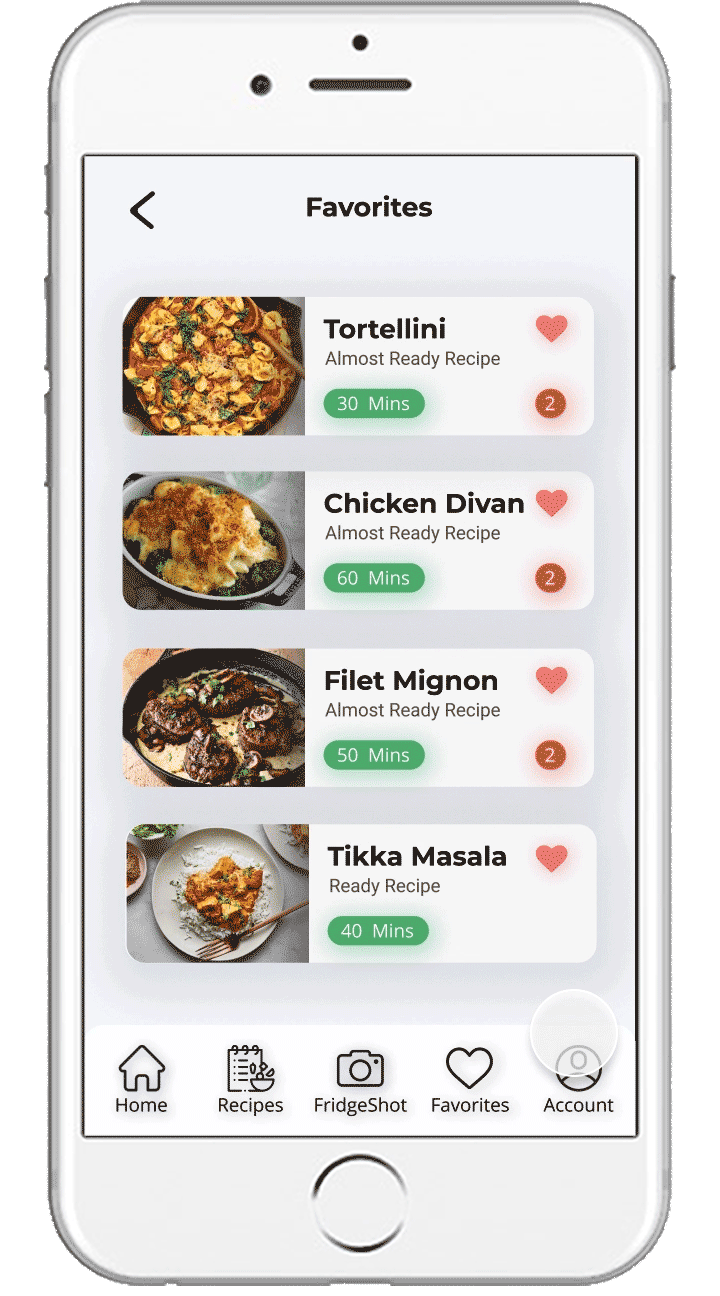 Favorites
Tortellini
Almost Ready Recipe
30 Mins
2
Chicken Divan
Almost Ready Recipe
60 Mins
2
Filet Mignon
Almost Ready Recipe
50 Mins
2
Tikka Masala
Ready Recipe
40 Mins
Home
Recipes
FridgeShot
Favorites
Account